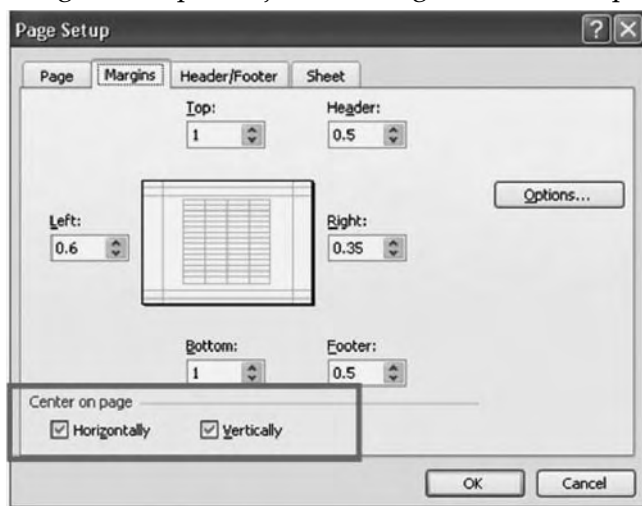 Page Setup
Page Margins Header/Footer Sheet
Top: Header:
1 0.5
Options...
Left: Right:
0.6 0.35
Bottom: Footer:
1 0.5
Center on page
Horizontally Vertically
OK Cancel